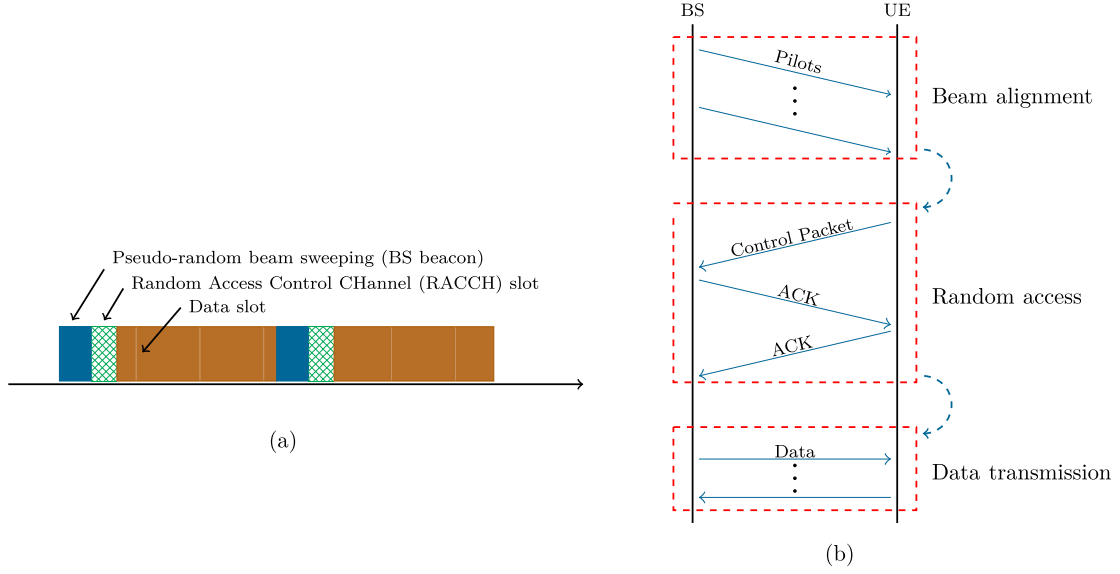 Pseudo-random beam sweeping (BS beacon)
Random Access Control CHannel (RACCH) slot
Data slot
(a)
BS
UE
Pilots
Beam alignment
Control Packet
ACK
Random access
ACK
Data
Data transmission
(b)